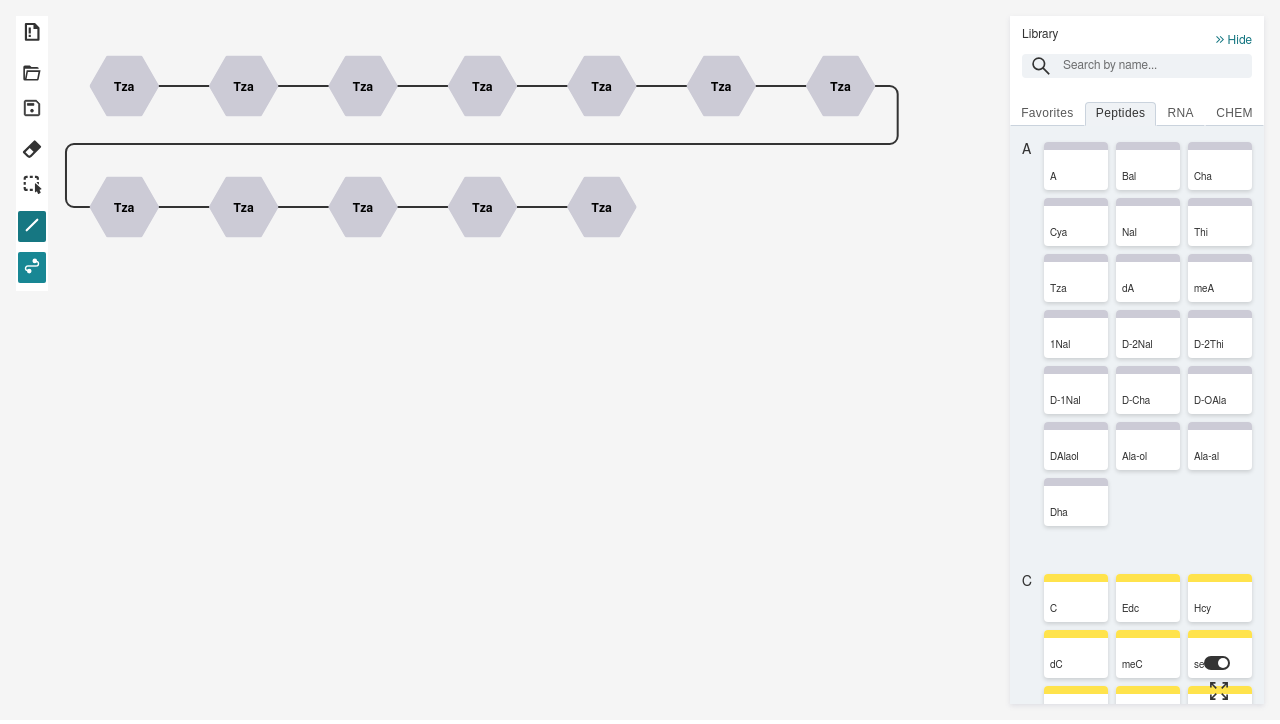 Tza Tza Tza Tza Tza Tza Tza
Tza Tza Tza Tza Tza
Library
Hide
Search by name...
Favorites Peptides RNA CHEM
A
A Bal Cha
Cya Nal Thi
Tza dA meA
1Nal D-2Nal D-2Thi
D-1Nal D-Cha D-OAla
DAlaol Ala-ol Ala-al
Dha
C
C Edc Hcy
dC meC